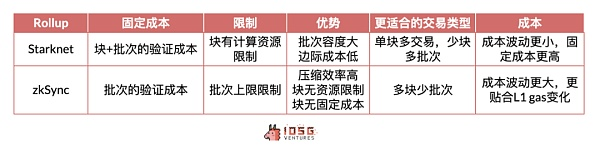 Rollup 固定成本 限制 优势 更适合的交易类型 成本
Starknet 块+批次的验证成本 块有计算资源限制 批次容度大 边际成本低 单块多交易，少块多批次 成本波动更小，固定成本更高
zkSync 批次的验证成本 批次上限限制 压缩效率高 块无资源限制 块无固定成本 多块少批次 成本波动更大，更贴合L1 gas变化
IOSG
VENTURES